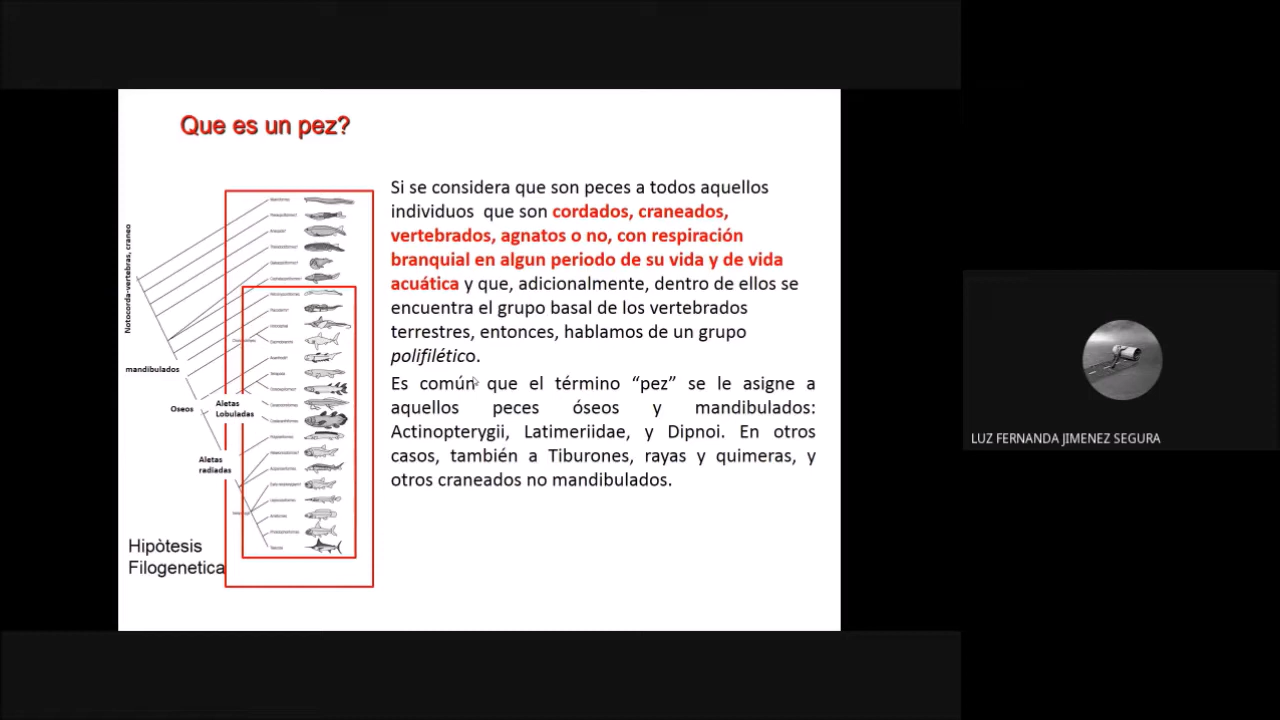 Que es un pez?
Si se considera que son peces a todos aquellos
individuos que son cordados, craneados,
vertebrados, agnatos o no, con respiración
branquial en algun periodo de su vida y de vida
acuática y que, adicionalmente, dentro de ellos se
encuentra el grupo basal de los vertebrados
terrestres, entonces, hablamos de un grupo
polifilético.
Es común que el término “pez” se le asigne a
aquellos peces óseos y mandibulados:
Actinopterygii, Latimeriidae, y Dipnoi. En otros
casos, también a Tiburones, rayas y quimeras, y
otros craneados no mandibulados.
Notocorda-vertebras, craneo
mandibulados
Oseos
Aletas
Lobuladas
Aletas
radiadas
Hipòtesis
Filogenetica
LUZ FERNANDA JIMENEZ SEGURA